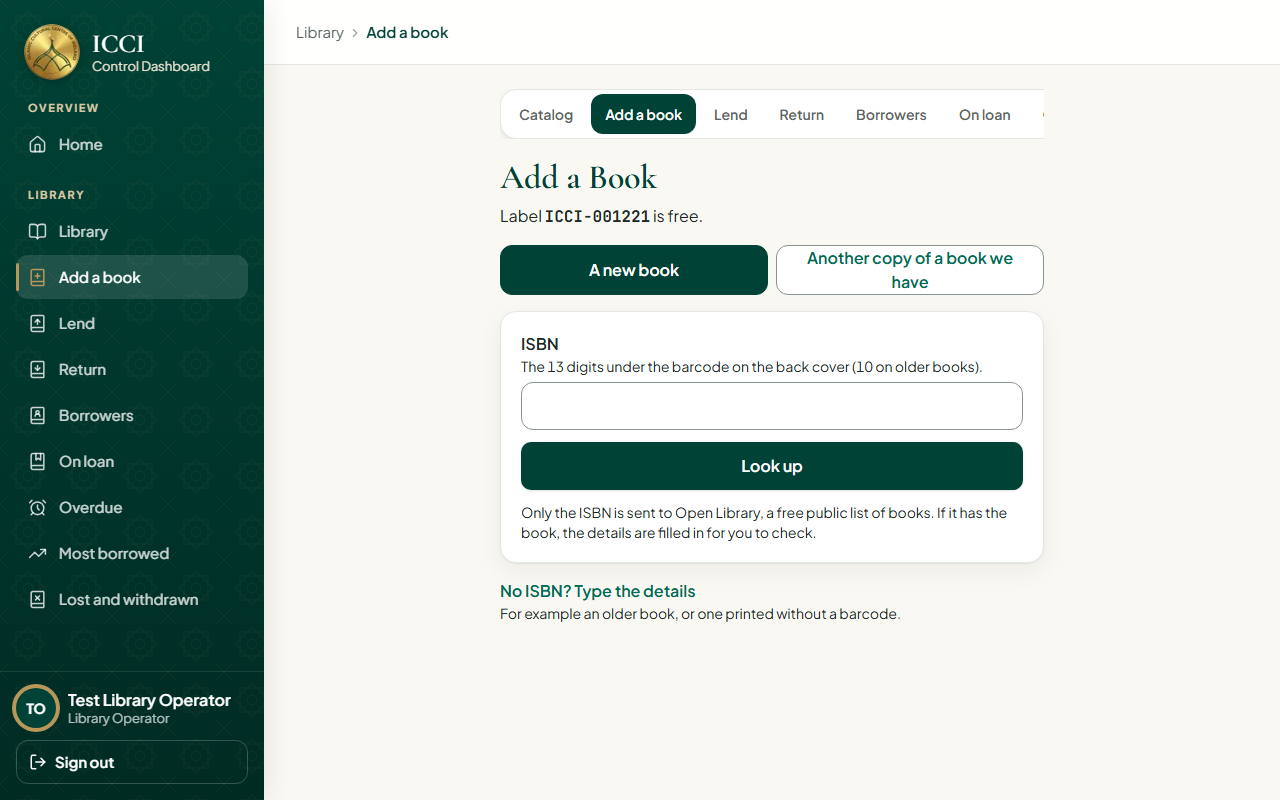 ICCI
Control Dashboard
OVERVIEW
Home
LIBRARY
Library
Add a book
Lend
Return
Borrowers
On loan
Overdue
Most borrowed
Lost and withdrawn
TO
Test Library Operator
Library Operator
Sign out
Library > Add a book
Catalog Add a book Lend Return Borrowers On loan
Add a Book
Label ICCI-001221 is free.
A new book
Another copy of a book we
have
ISBN
The 13 digits under the barcode on the back cover (10 on older books).
Look up
Only the ISBN is sent to Open Library, a free public list of books. If it has the
book, the details are filled in for you to check.
No ISBN? Type the details
For example an older book, or one printed without a barcode.